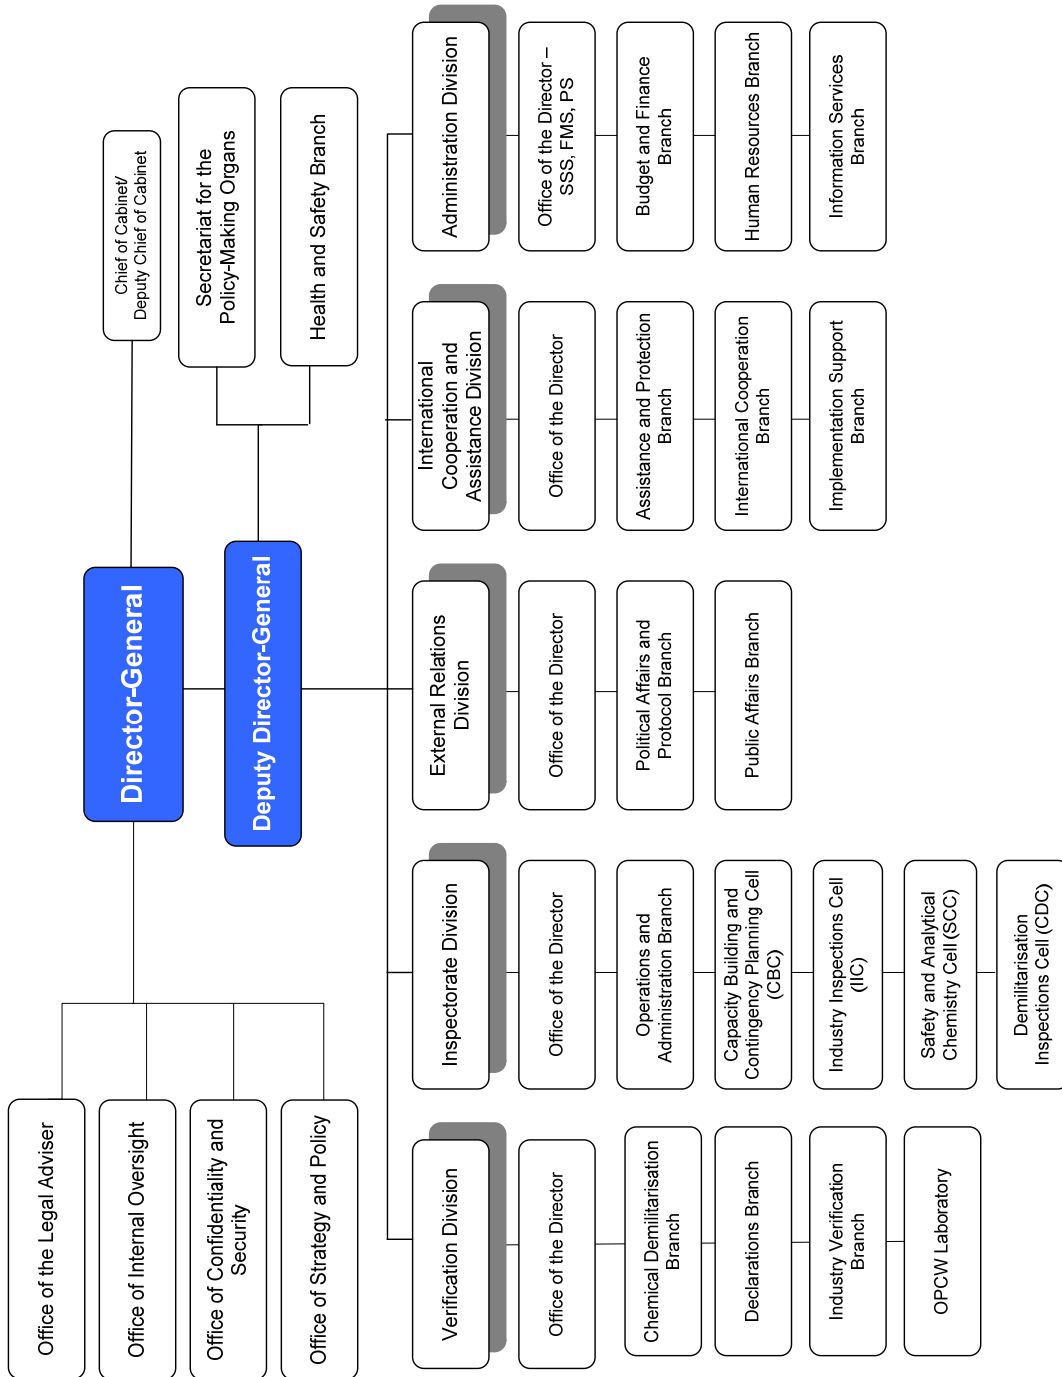 Office of the Legal Adviser
Office of Internal Oversight
Office of Confidentiality and
Security
Office of Strategy and Policy
Director-General
Deputy Director-General
Chief of Cabinet/
Deputy Chief of Cabinet
Secretariat for the
Policy-Making Organs
Health and Safety Branch
Verification Division
Office of the Director
Chemical Demilitarisation
Branch
Declarations Branch
Industry Verification
Branch
OPCW Laboratory
Inspectorate Division
Office of the Director
Operations and
Administration Branch
Capacity Building and
Contingency Planning Cell
(CBC)
Industry Inspections Cell
(IIC)
Safety and Analytical
Chemistry Cell (SCC)
Demilitarisation
Inspections Cell (CDC)
External Relations
Division
Office of the Director
Political Affairs and
Protocol Branch
Public Affairs Branch
International
Cooperation and
Assistance Division
Office of the Director
Assistance and Protection
Branch
International Cooperation
Branch
Implementation Support
Branch
Administration Division
Office of the Director –
SSS, FMS, PS
Budget and Finance
Branch
Human Resources Branch
Information Services
Branch